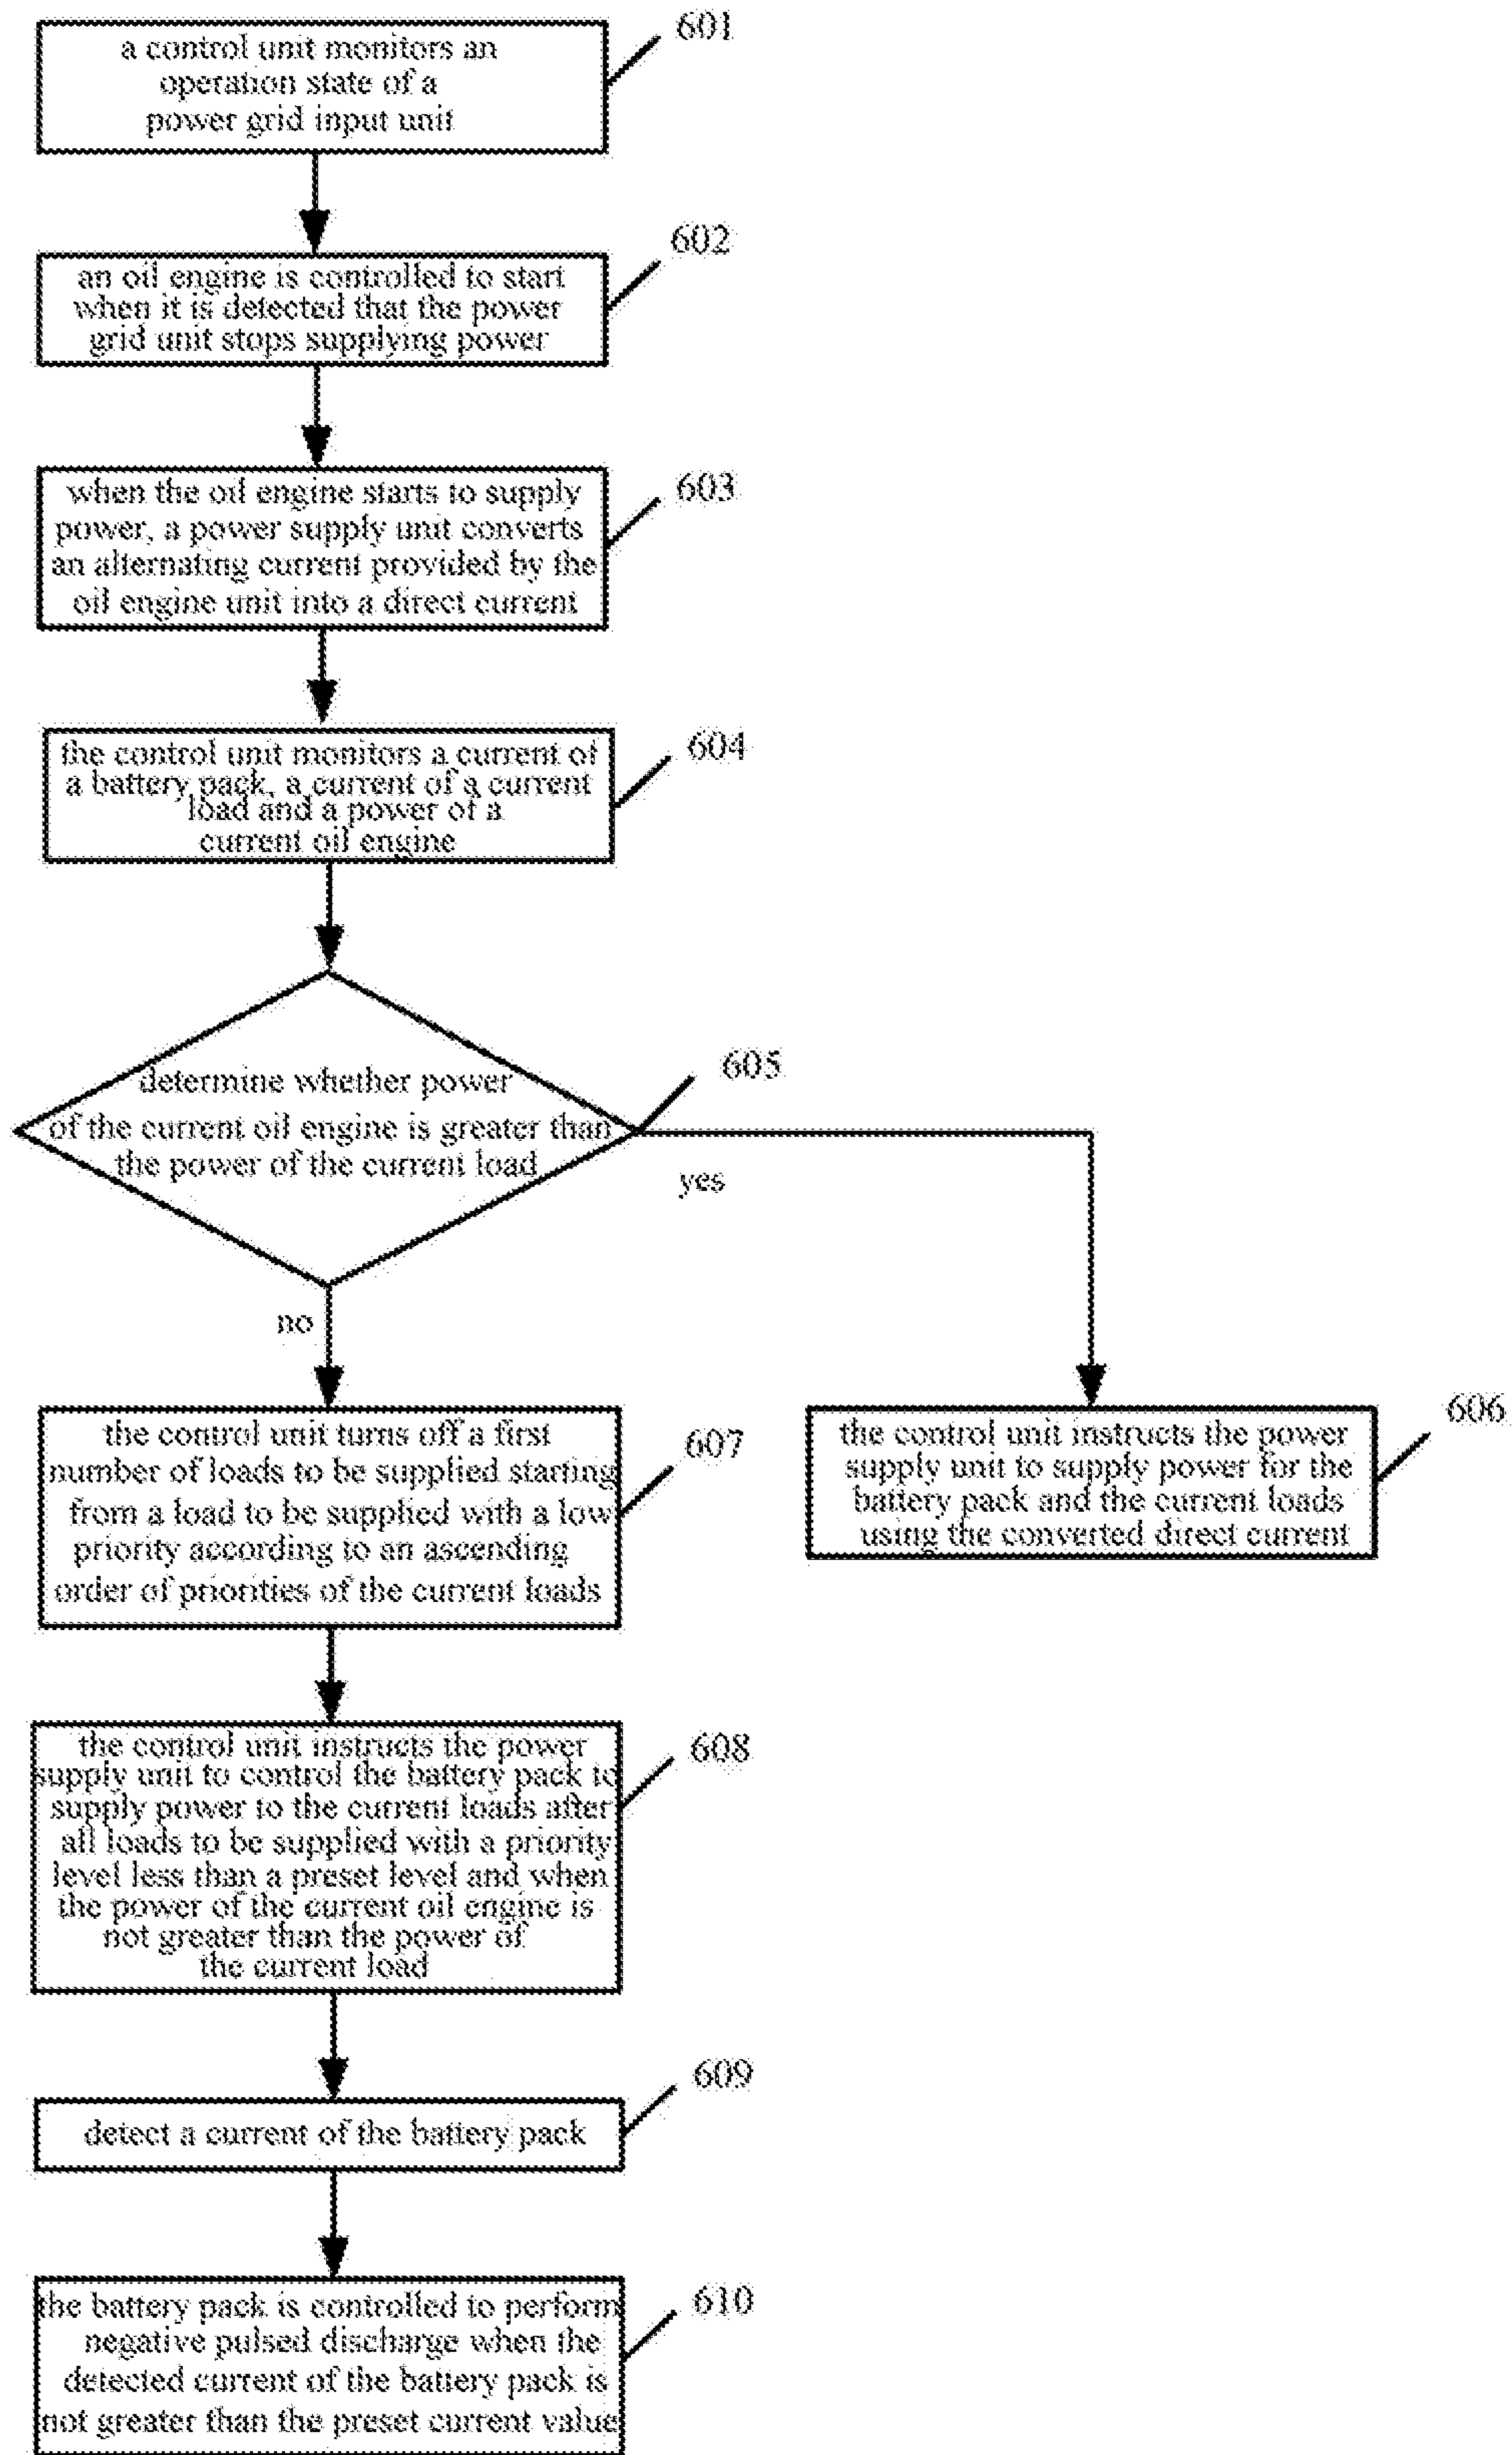 a control unit monitors an
operation state of a
power grid input unit
601
an oil engine is controlled to start
when it is detected that the power
grid unit stops supplying power
602
when the oil engine starts to supply
power, a power supply unit converts
an alternating current provided by the
oil engine unit into a direct current
603
the control unit monitors a current of
a battery pack, a current of a current
load and a power of a
current oil engine
604
determine whether power
of the current oil engine is greater than
the power of the current load
605
yes
no
the control unit turns off a first
number of loads to be supplied starting
from a load to be supplied with a low
priority according to an ascending
order of priorities of the current loads
607
the control unit instructs the power
supply unit to supply power for the
battery pack and the current loads
using the converted direct current
606
the control unit instructs the power
supply unit to control the battery pack to
supply power to the current loads after
all loads to be supplied with a priority
level less than a preset level and when
the power of the current oil engine is
not greater than the power of
the current load
608
detect a current of the battery pack
609
the battery pack is controlled to perform
negative pulsed discharge when the
detected current of the battery pack is
not greater than the preset current value
610